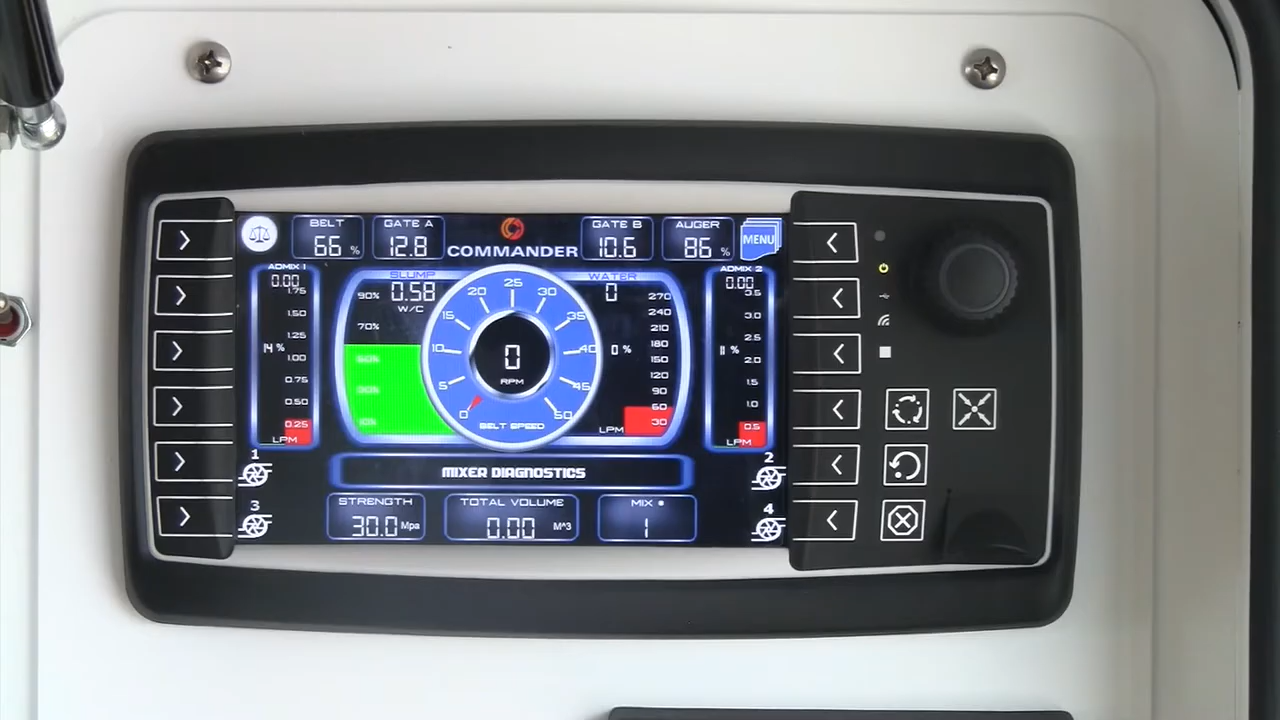 BELT
66 %
GATE A
12.8
COMMANDER
GATE B
10.6
AUGER
86 %
MENU
ADMIX 1
0.00
1.75
1.50
1.25
14 %
1.00
0.75
0.50
0.25
LPM
SLUMP
0.58
W/C
90%
70%
0
5
10
15
20
25
30
35
40
45
50
0
RPM
BELT SPEED
WATER
0
270
240
210
180
0 %
150
120
90
60
30
LPM
ADMIX 2
0.00
3.5
3.0
2.5
11 %
2.0
1.5
1.0
0.5
LPM
1
2
MIXER DIAGNOSTICS
3
4
STRENGTH
30.0 Mpa
TOTAL VOLUME
0.00 M^3
MIX #
1